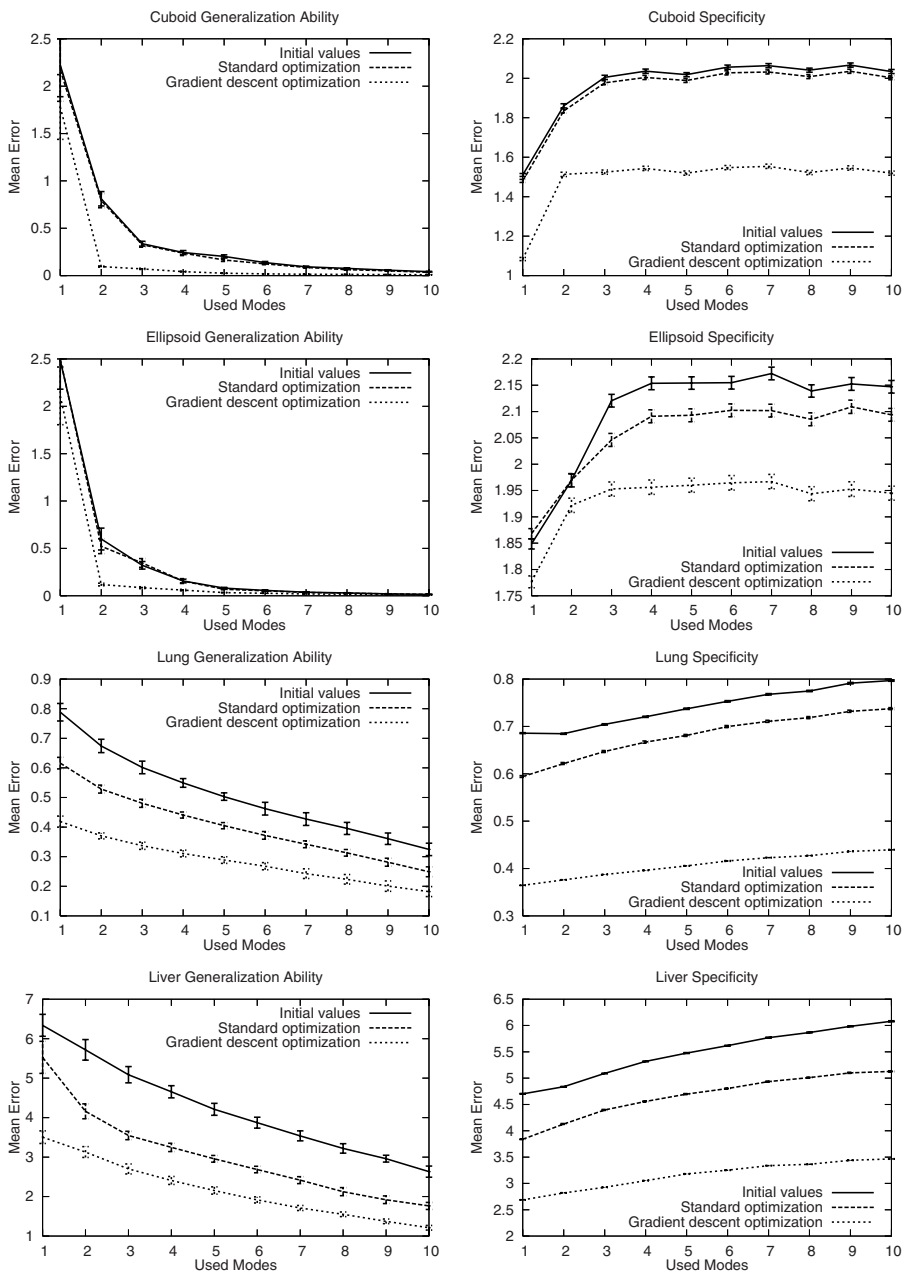 Cuboid Generalization Ability
2.5
2
1.5
1
0.5
0
Mean Error
Initial values
Standard optimization
Gradient descent optimization
1 2 3 4 5 6 7 8 9 10
Used Modes
Cuboid Specificity
2.2
2
1.8
1.6
1.4
1.2
1
Mean Error
Initial values
Standard optimization
Gradient descent optimization
1 2 3 4 5 6 7 8 9 10
Used Modes
Ellipsoid Generalization Ability
2.5
2
1.5
1
0.5
0
Mean Error
Initial values
Standard optimization
Gradient descent optimization
1 2 3 4 5 6 7 8 9 10
Used Modes
Ellipsoid Specificity
2.2
2.15
2.1
2.05
2
1.95
1.9
1.85
1.8
1.75
Mean Error
Initial values
Standard optimization
Gradient descent optimization
1 2 3 4 5 6 7 8 9 10
Used Modes
Lung Generalization Ability
0.9
0.8
0.7
0.6
0.5
0.4
0.3
0.2
0.1
Mean Error
Initial values
Standard optimization
Gradient descent optimization
1 2 3 4 5 6 7 8 9 10
Used Modes
Lung Specificity
0.8
0.7
0.6
0.5
0.4
0.3
Mean Error
Initial values
Standard optimization
Gradient descent optimization
1 2 3 4 5 6 7 8 9 10
Used Modes
Liver Generalization Ability
7
6
5
4
3
2
1
Mean Error
Initial values
Standard optimization
Gradient descent optimization
1 2 3 4 5 6 7 8 9 10
Used Modes
Liver Specificity
6.5
6
5.5
5
4.5
4
3.5
3
2.5
2
Mean Error
Initial values
Standard optimization
Gradient descent optimization
1 2 3 4 5 6 7 8 9 10
Used Modes